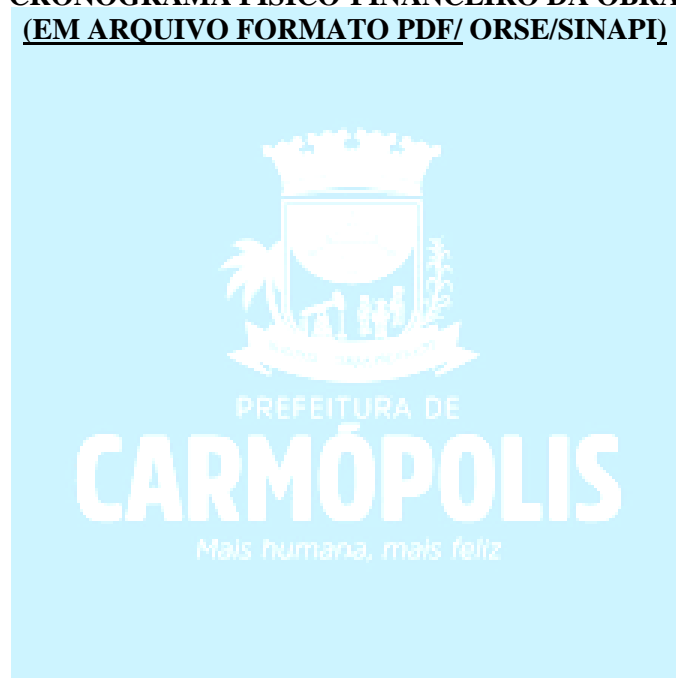 CRONOGRAMA FÍSICO-FINANCEIRO DA OBRA
(EM ARQUIVO FORMATO PDF/ ORSE/SINAPI)
PREFEITURA DE
CARMÓPOLIS
Mais humana, mais feliz